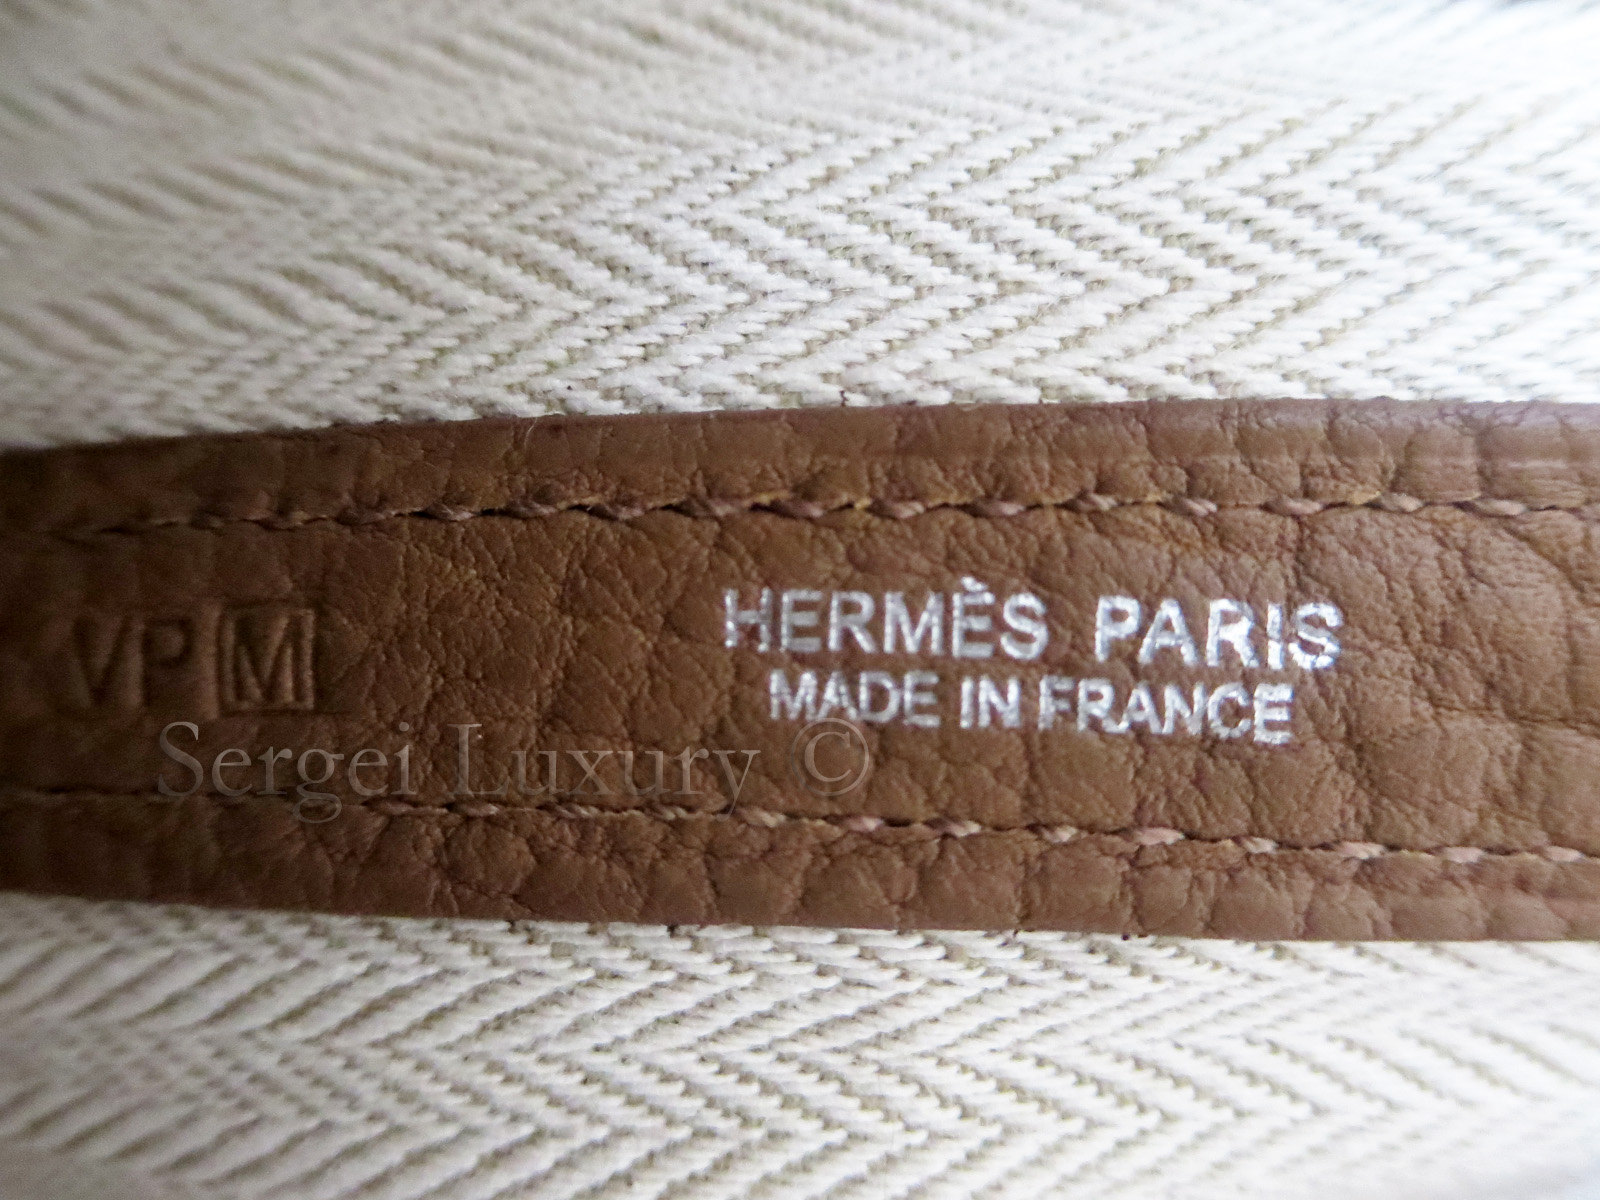 HERMÈS PARIS
MADE IN FRANCE
VP M
Sergei Luxury ©